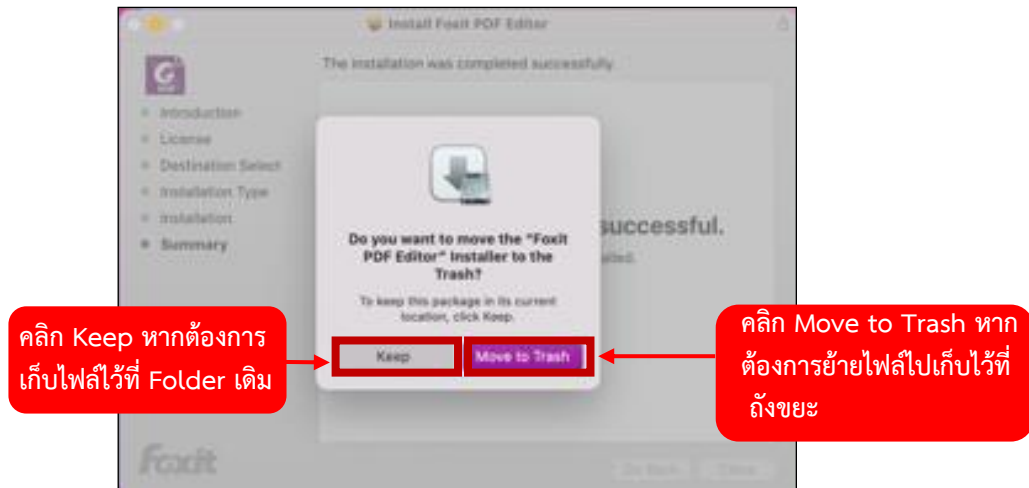 Install Foxit PDF Editor
The installation was completed successfully.
Introduction
License
Destination Select
Installation Type
Installation
Summary
successful.
Do you want to move the "Foxit
PDF Editor" Installer to the
Trash?
To keep this package in its current
location, click Keep.
Keep
Move to Trash
คลิก Keep หากต้องการ
เก็บไฟล์ไว้ที่ Folder เดิม
คลิก Move to Trash หาก
ต้องการย้ายไฟล์ไปเก็บไว้ที่
ถังขยะ
Foxit
Go Back
Close